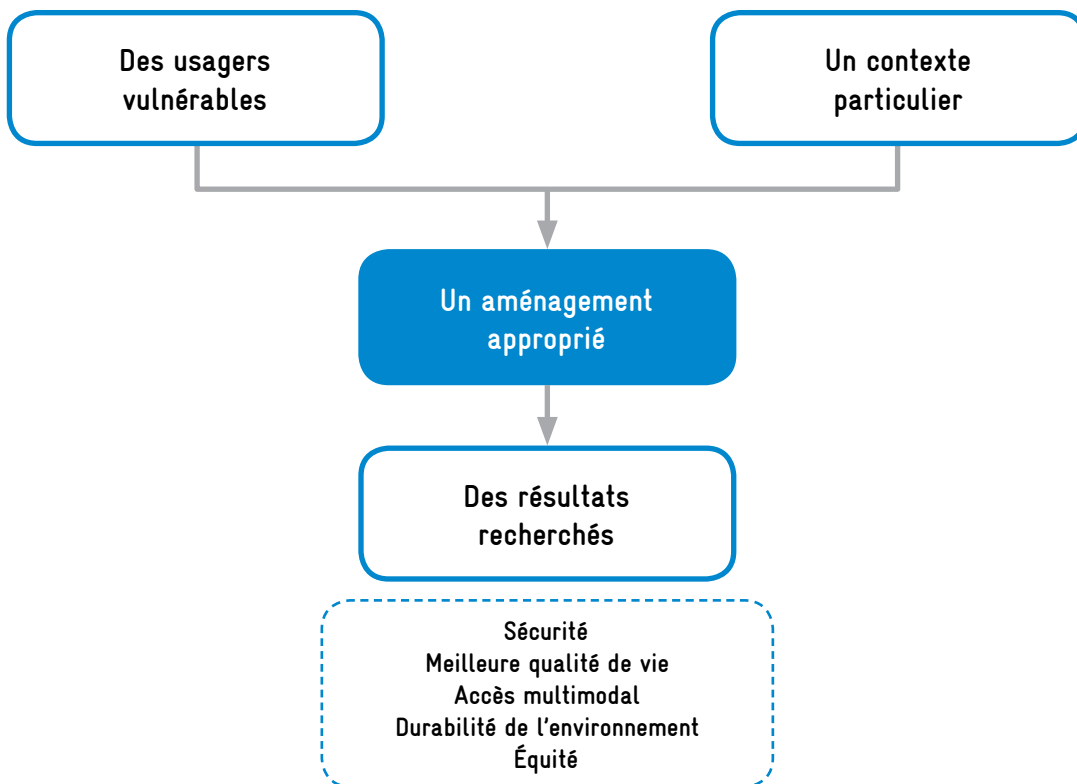 Des usagers
vulnérables
Un contexte
particulier
Un aménagement
approprié
Des résultats
recherchés
Sécurité
Meilleure qualité de vie
Accès multimodal
Durabilité de l'environnement
Équité